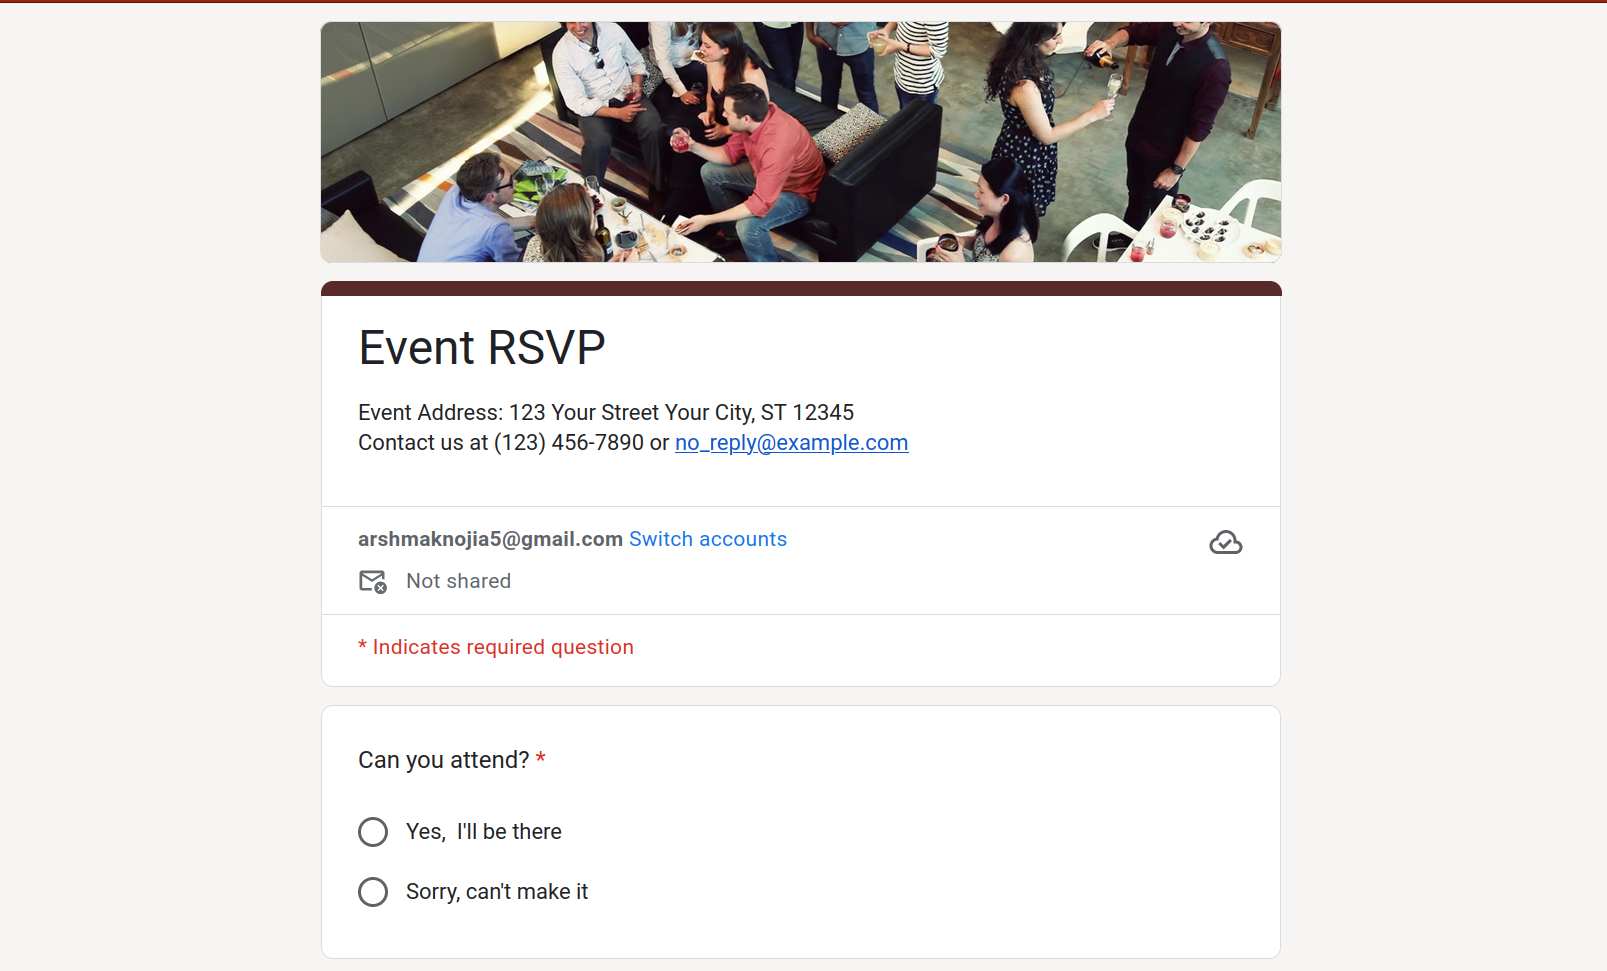 Event RSVP
Event Address: 123 Your Street Your City, ST 12345
Contact us at (123) 456-7890 or no_reply@example.com
arshmaknojia5@gmail.com Switch accounts
Not shared
* Indicates required question
Can you attend? *
Yes,  I'll be there
Sorry, can't make it